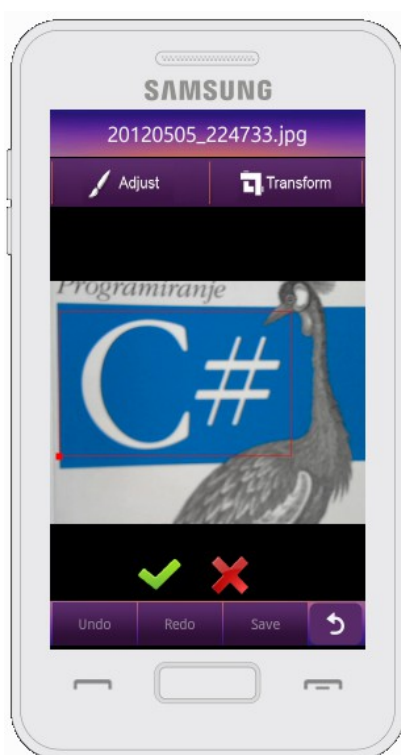 SAMSUNG
20120505_224733.jpg
Adjust Transform
Programiranje
C#
Undo Redo Save